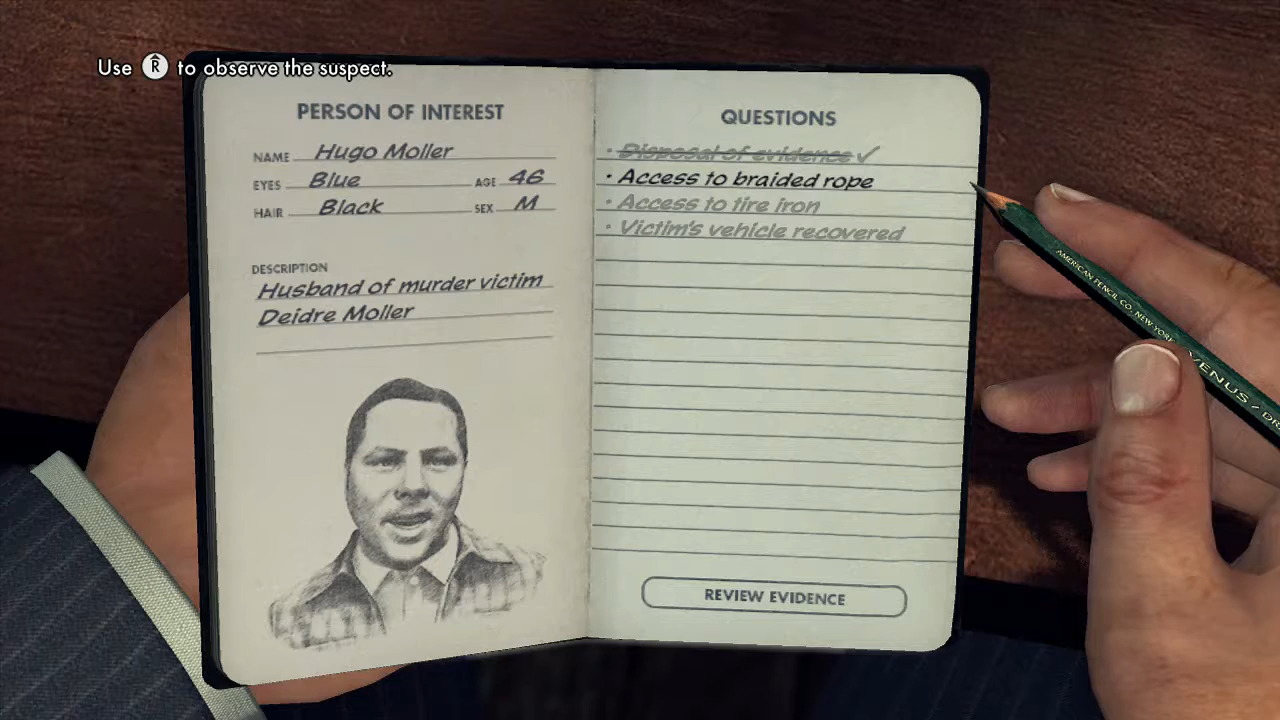 Use R to observe the suspect.
PERSON OF INTEREST
NAME Hugo Moller
EYES Blue AGE 46
HAIR Black SEX M
DESCRIPTION
Husband of murder victim
Deidre Moller
QUESTIONS
• Disposal of evidence ✓
• Access to braided rope
• Access to tire iron
• Victim's vehicle recovered
REVIEW EVIDENCE
AMERICAN PENCIL CO. NEW YORK VENUS / DR